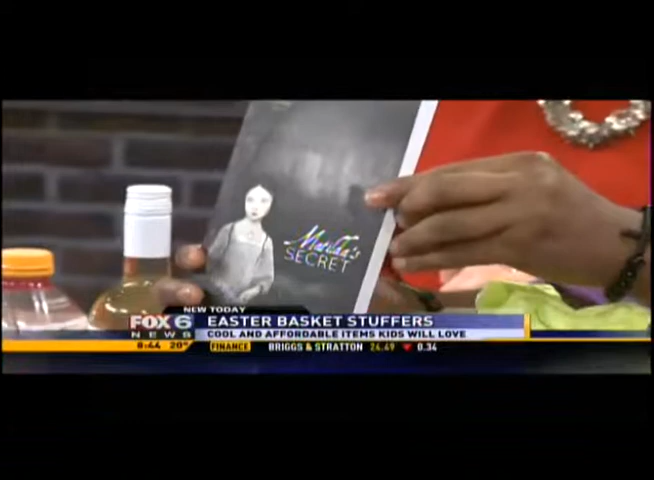 Matilda's
SECRET
NEW TODAY
FOX 6
NEWS
EASTER BASKET STUFFERS
COOL AND AFFORDABLE ITEMS KIDS WILL LOVE
8:44 20°
FINANCE BRIGGS & STRATTON 24.49 ▼ 0.34